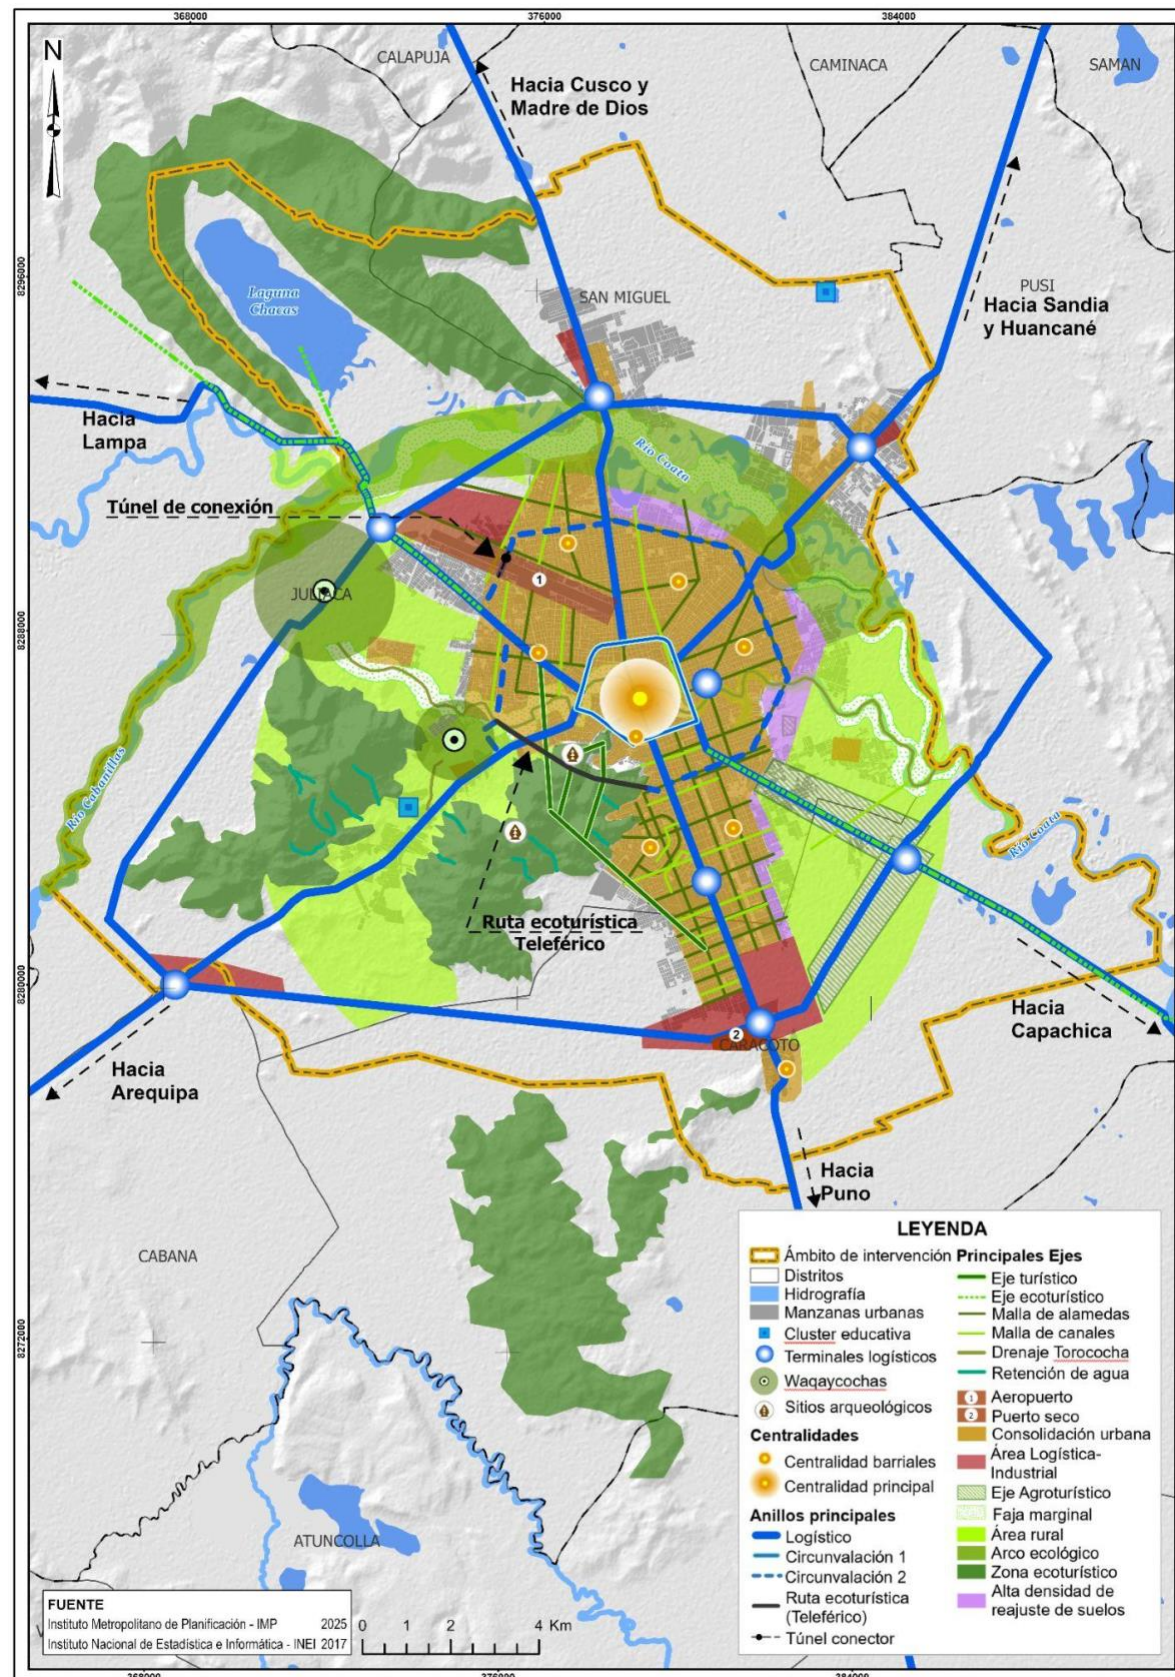 368000
376000
384000
N
CALAPUJA
CAMINACA
SAMAN
Hacia Cusco y
Madre de Dios
8296000
Laguna
Chacas
SAN MIGUEL
PUSI
Hacia Sandia
y Huancané
Hacia
Lampa
Río Coata
Túnel de conexión
1
JULIACA
8288000
Río Cabanillas
Río Coata
Ruta ecoturística
Teleférico
8280000
Hacia
Capachica
2
CARACOTO
Hacia
Arequipa
Hacia
Puno
CABANA
8272000
ATUNCOLLA
LEYENDA
Ámbito de intervención
Distritos
Hidrografía
Manzanas urbanas
Cluster educativa
Terminales logísticos
Waqaycochas
Sitios arqueológicos
Centralidades
Centralidad barriales
Centralidad principal
Anillos principales
Logístico
Circunvalación 1
Circunvalación 2
Ruta ecoturística
(Teleférico)
Túnel conector
Principales Ejes
Eje turístico
Eje ecoturístico
Malla de alamedas
Malla de canales
Drenaje Torococha
Retención de agua
1 Aeropuerto
2 Puerto seco
Consolidación urbana
Área Logística-
Industrial
Eje Agroturístico
Faja marginal
Área rural
Arco ecológico
Zona ecoturístico
Alta densidad de
reajuste de suelos
FUENTE
Instituto Metropolitano de Planificación - IMP 2025
Instituto Nacional de Estadística e Informática - INEI 2017
0 1 2 4 Km
368000
376000
384000